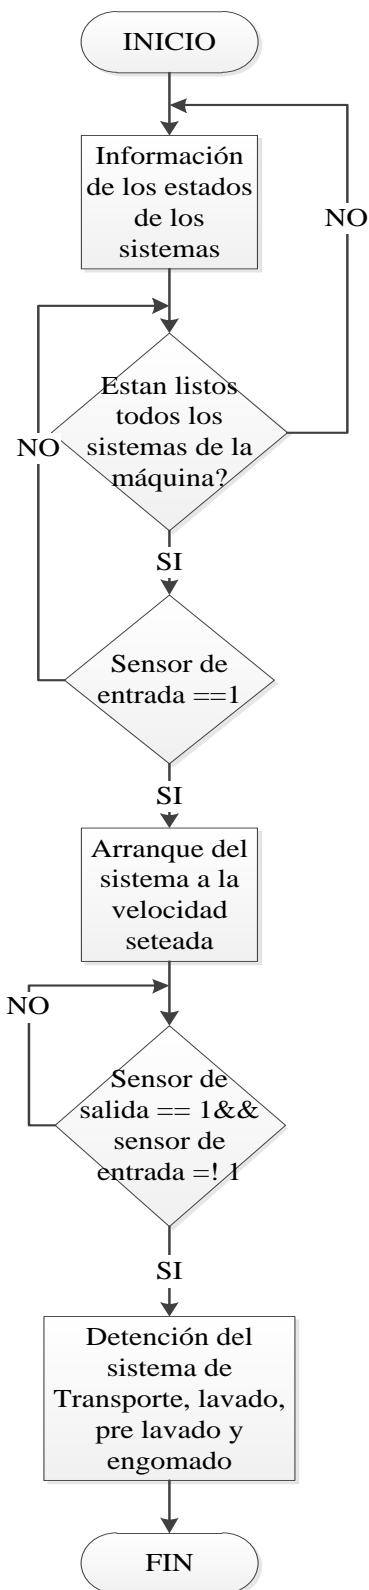 INICIO
Información
de los estados
de los
sistemas
NO
Estan listos
todos los
sistemas de la
máquina?
NO
SI
Sensor de
entrada ==1
SI
Arranque del
sistema a la
velocidad
seteada
NO
Sensor de
salida == 1&&
sensor de
entrada =! 1
SI
Detención del
sistema de
Transporte, lavado,
pre lavado y
engomado
FIN